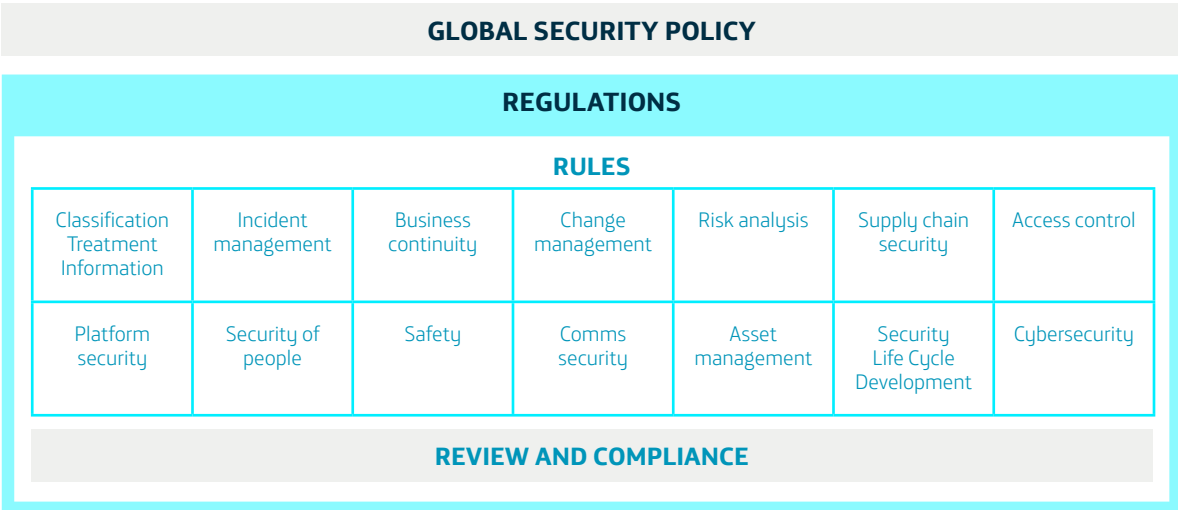 GLOBAL SECURITY POLICY
REGULATIONS
RULES
Classification
Treatment
Information
Incident
management
Business
continuity
Change
management
Risk analysis
Supply chain
security
Access control
Platform
security
Security of
people
Safety
Comms
security
Asset
management
Security
Life Cycle
Development
Cybersecurity
REVIEW AND COMPLIANCE